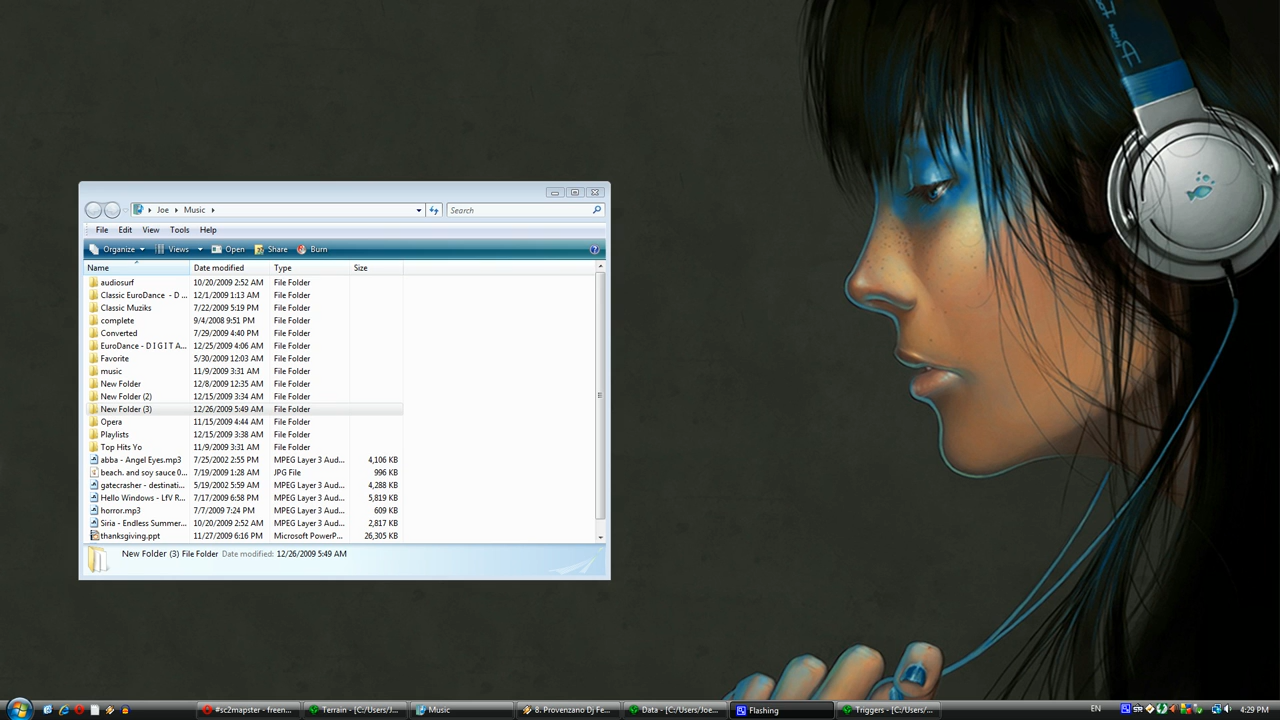 Joe Music
Search
File Edit View Tools Help
Organize Views Open Share Burn
Name Date modified Type Size
audiosurf 10/20/2009 2:52 AM File Folder
Classic EuroDance - D ... 12/1/2009 1:13 AM File Folder
Classic Muziks 7/22/2009 5:19 PM File Folder
complete 9/4/2008 9:51 PM File Folder
Converted 7/29/2009 4:40 PM File Folder
EuroDance - D I G I T A... 12/25/2009 4:06 AM File Folder
Favorite 5/30/2009 12:03 AM File Folder
music 11/9/2009 3:31 AM File Folder
New Folder 12/8/2009 12:35 AM File Folder
New Folder (2) 12/15/2009 3:34 AM File Folder
New Folder (3) 12/26/2009 5:49 AM File Folder
Opera 11/15/2009 4:44 AM File Folder
Playlists 12/15/2009 3:38 AM File Folder
Top Hits Yo 11/9/2009 3:31 AM File Folder
abba - Angel Eyes.mp3 7/25/2002 2:55 PM MPEG Layer 3 Aud... 4,106 KB
beach. and soy sauce 0... 7/19/2009 1:28 AM JPG File 996 KB
gatecrasher - destinati... 5/19/2002 5:59 AM MPEG Layer 3 Aud... 4,288 KB
Hello Windows - LfV R... 7/17/2009 6:58 PM MPEG Layer 3 Aud... 5,819 KB
horror.mp3 7/7/2009 7:24 PM MPEG Layer 3 Aud... 609 KB
Siria - Endless Summer... 10/20/2009 2:52 AM MPEG Layer 3 Aud... 2,817 KB
thanksgiving.ppt 11/27/2009 6:16 PM Microsoft PowerP... 26,305 KB
New Folder (3) File Folder Date modified: 12/26/2009 5:49 AM
#sc2mapster - freen... Terrain - [C:/Users/J... Music 8. Provenzano Dj Fe... Data - [C:/Users/Joe... Flashing Triggers - [C:/Users/... EN 4:29 PM